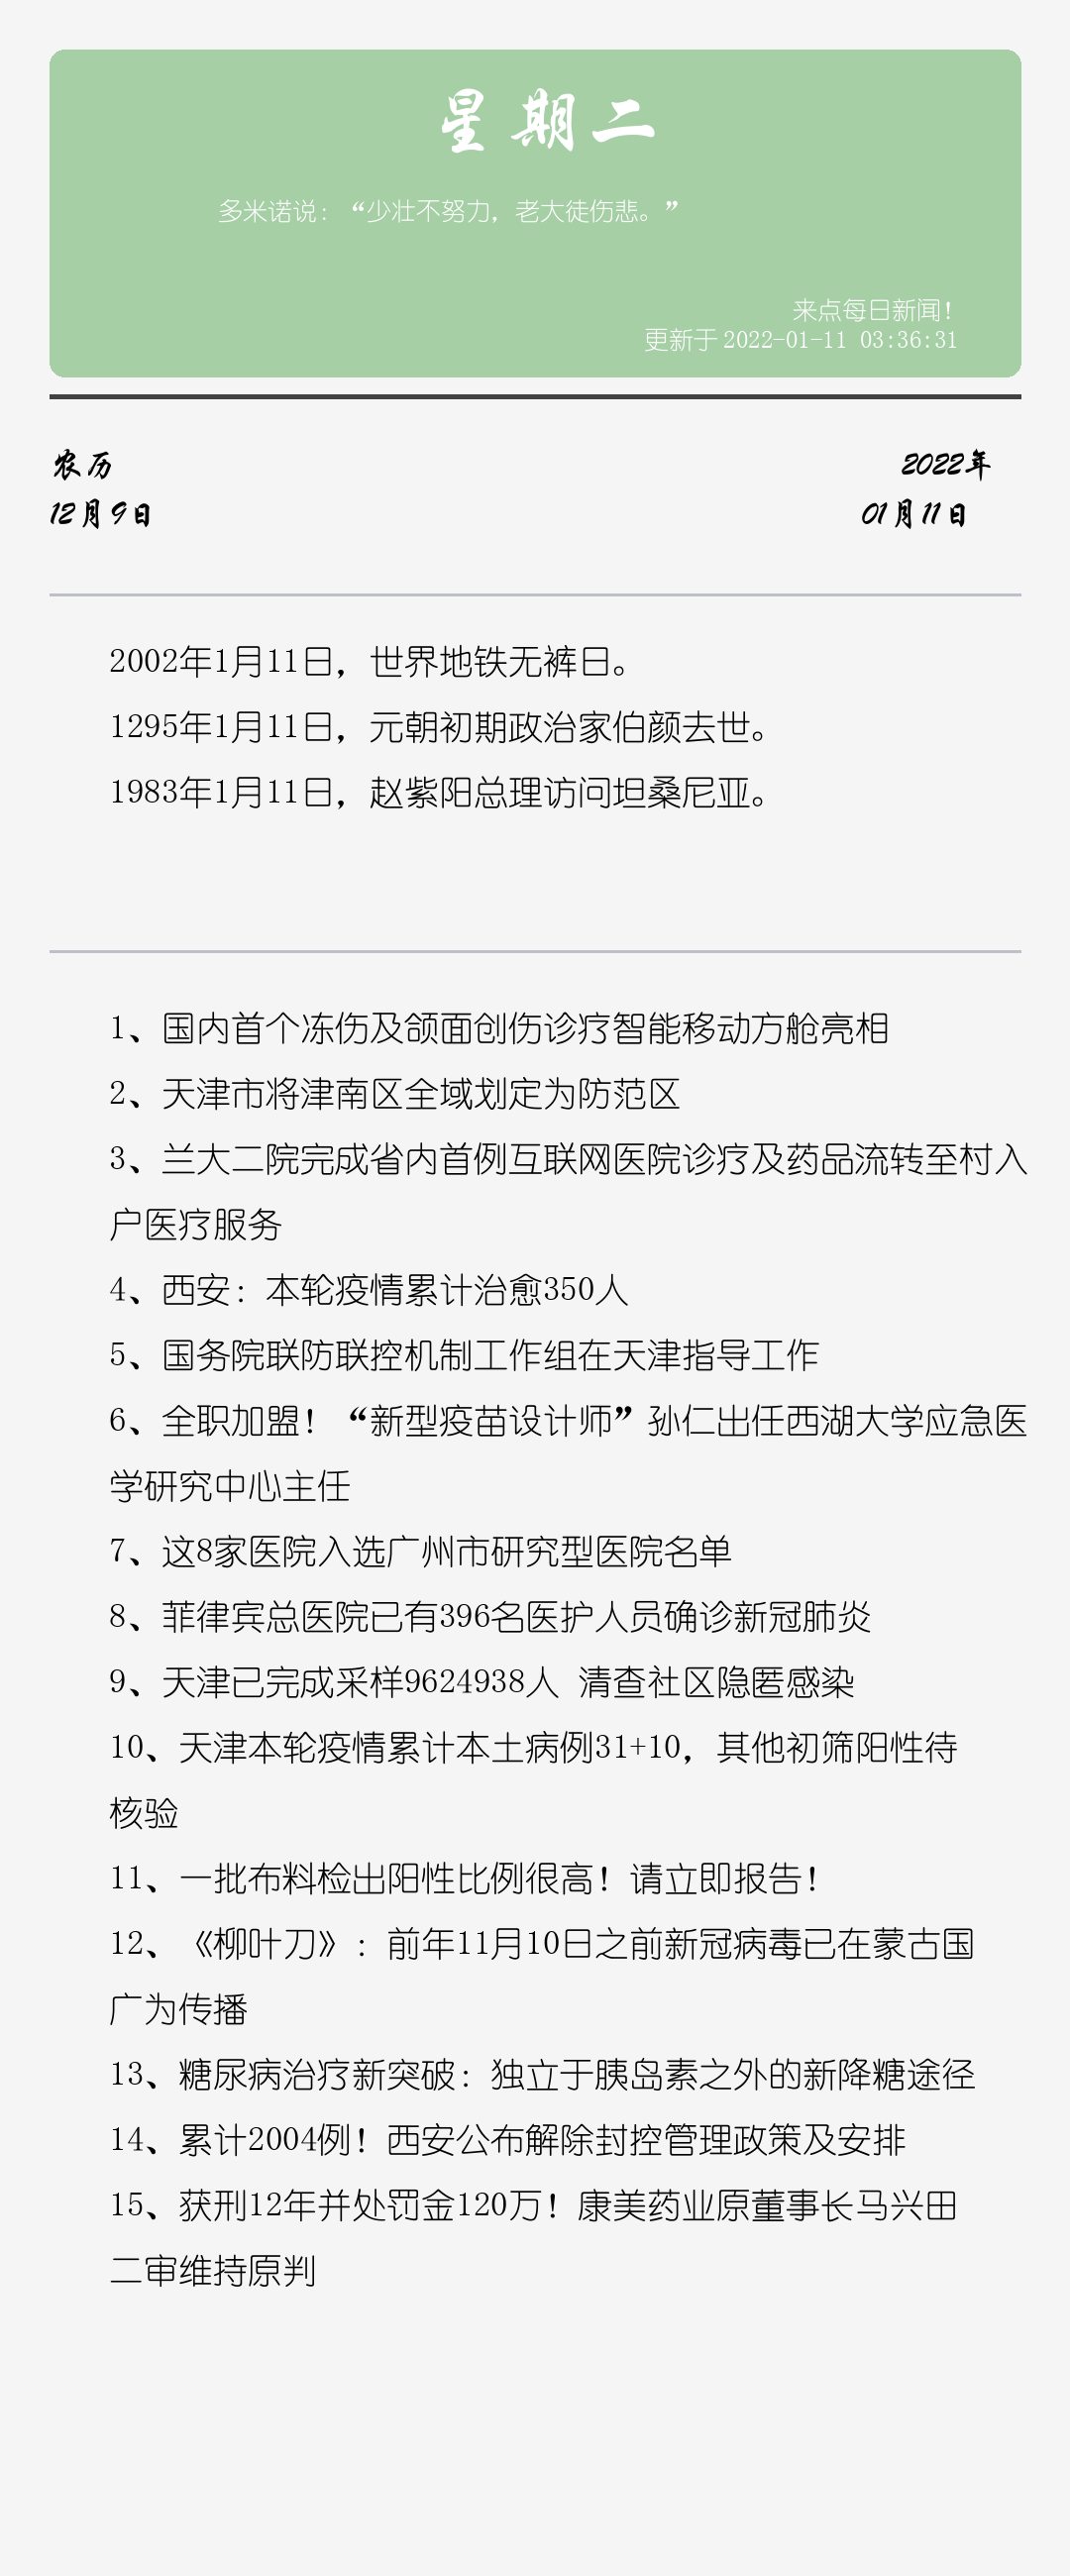 星期二
多米诺说：“少壮不努力，老大徒伤悲。”
来点每日新闻！
更新于 2022-01-11 03:36:31
农历
2022年
12月9日
01月11日
2002年1月11日，世界地铁无裤日。
1295年1月11日，元朝初期政治家伯颜去世。
1983年1月11日，赵紫阳总理访问坦桑尼亚。
1、国内首个冻伤及颌面创伤诊疗智能移动方舱亮相
2、天津市将津南区全域划定为防范区
3、兰大二院完成省内首例互联网医院诊疗及药品流转至村入
户医疗服务
4、西安：本轮疫情累计治愈350人
5、国务院联防联控机制工作组在天津指导工作
6、全职加盟！“新型疫苗设计师”孙仁出任西湖大学应急医
学研究中心主任
7、这8家医院入选广州市研究型医院名单
8、菲律宾总医院已有396名医护人员确诊新冠肺炎
9、天津已完成采样9624938人 清查社区隐匿感染
10、天津本轮疫情累计本土病例31+10，其他初筛阳性待
核验
11、一批布料检出阳性比例很高！请立即报告！
12、《柳叶刀》：前年11月10日之前新冠病毒已在蒙古国
广为传播
13、糖尿病治疗新突破：独立于胰岛素之外的新降糖途径
14、累计2004例！西安公布解除封控管理政策及安排
15、获刑12年并处罚金120万！康美药业原董事长马兴田
二审维持原判